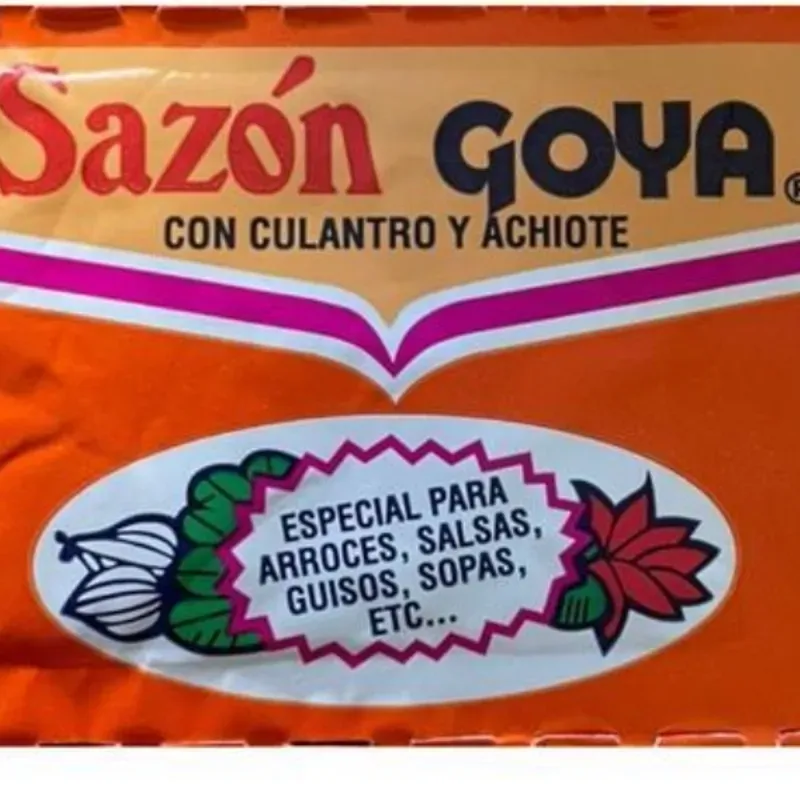 Sazón GOYA®
CON CULANTRO Y ACHIOTE
ESPECIAL PARA
ARROCES, SALSAS,
GUISOS, SOPAS,
ETC...